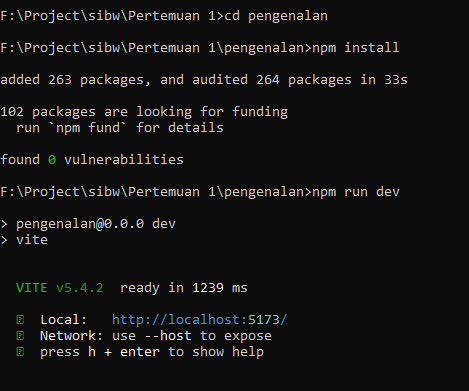 F:\Project\sibw\Pertemuan 1>cd pengenalan
F:\Project\sibw\Pertemuan 1\pengenalan>npm install
added 263 packages, and audited 264 packages in 33s
102 packages are looking for funding
  run `npm fund` for details
found 0 vulnerabilities
F:\Project\sibw\Pertemuan 1\pengenalan>npm run dev
> pengenalan@0.0.0 dev
> vite
  VITE v5.4.2  ready in 1239 ms
  Local:   http://localhost:5173/
  Network: use --host to expose
  press h + enter to show help